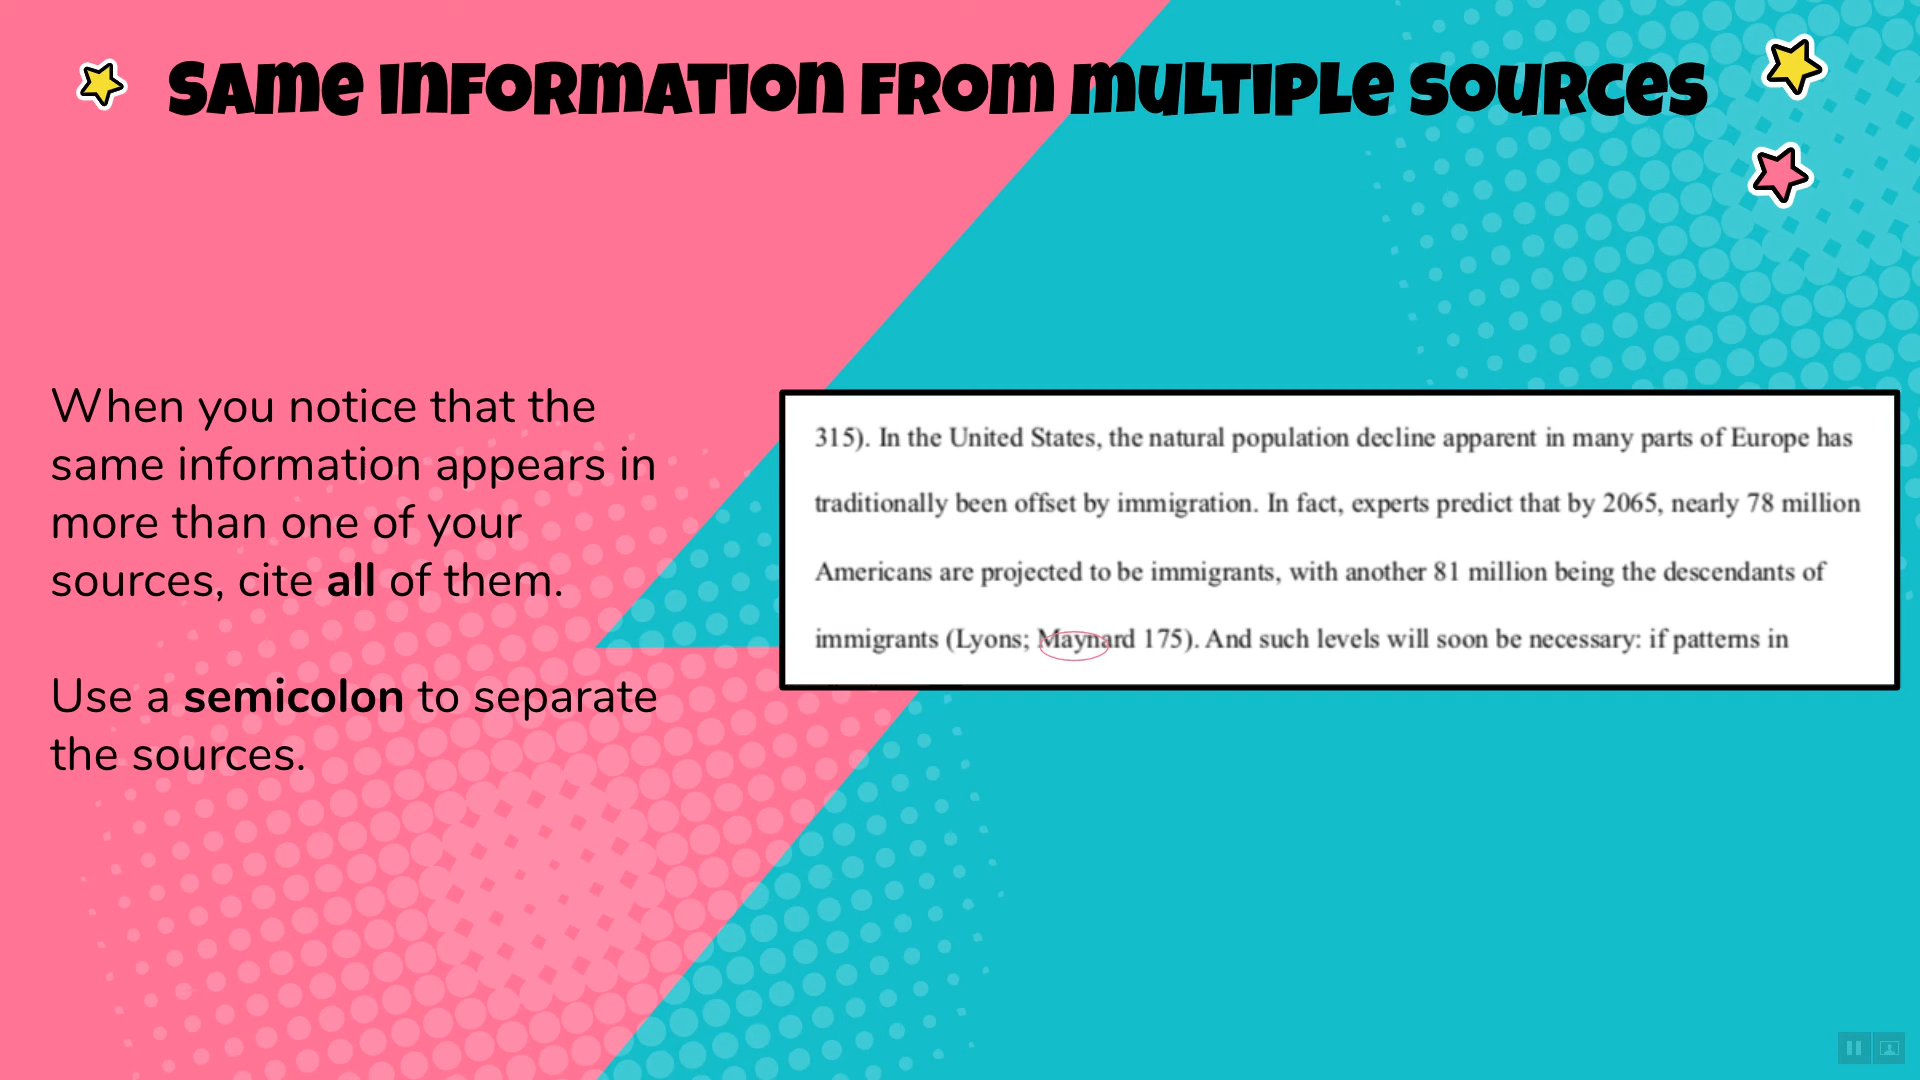 Same Information from Multiple Sources
When you notice that the
same information appears in
more than one of your
sources, cite all of them.
Use a semicolon to separate
the sources.
315). In the United States, the natural population decline apparent in many parts of Europe has
traditionally been offset by immigration. In fact, experts predict that by 2065, nearly 78 million
Americans are projected to be immigrants, with another 81 million being the descendants of
immigrants (Lyons; Maynard 175). And such levels will soon be necessary: if patterns in